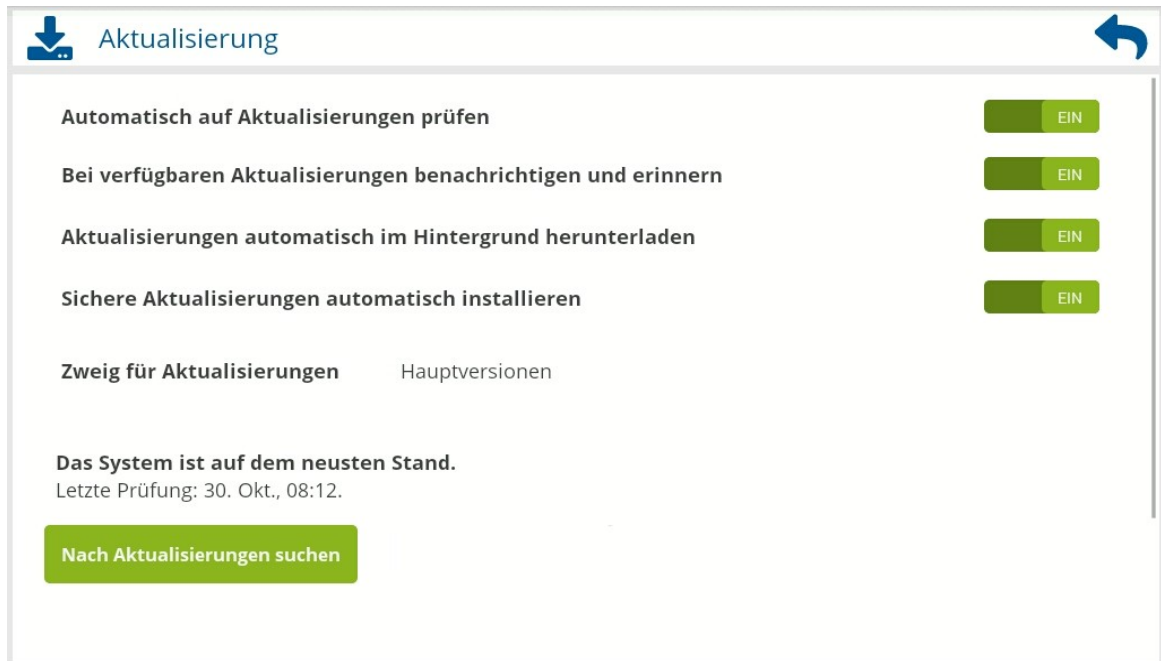 Aktualisierung
Automatisch auf Aktualisierungen prüfen EIN
Bei verfügbaren Aktualisierungen benachrichtigen und erinnern EIN
Aktualisierungen automatisch im Hintergrund herunterladen EIN
Sichere Aktualisierungen automatisch installieren EIN
Zweig für Aktualisierungen Hauptversionen
Das System ist auf dem neusten Stand.
Letzte Prüfung: 30. Okt., 08:12.
Nach Aktualisierungen suchen